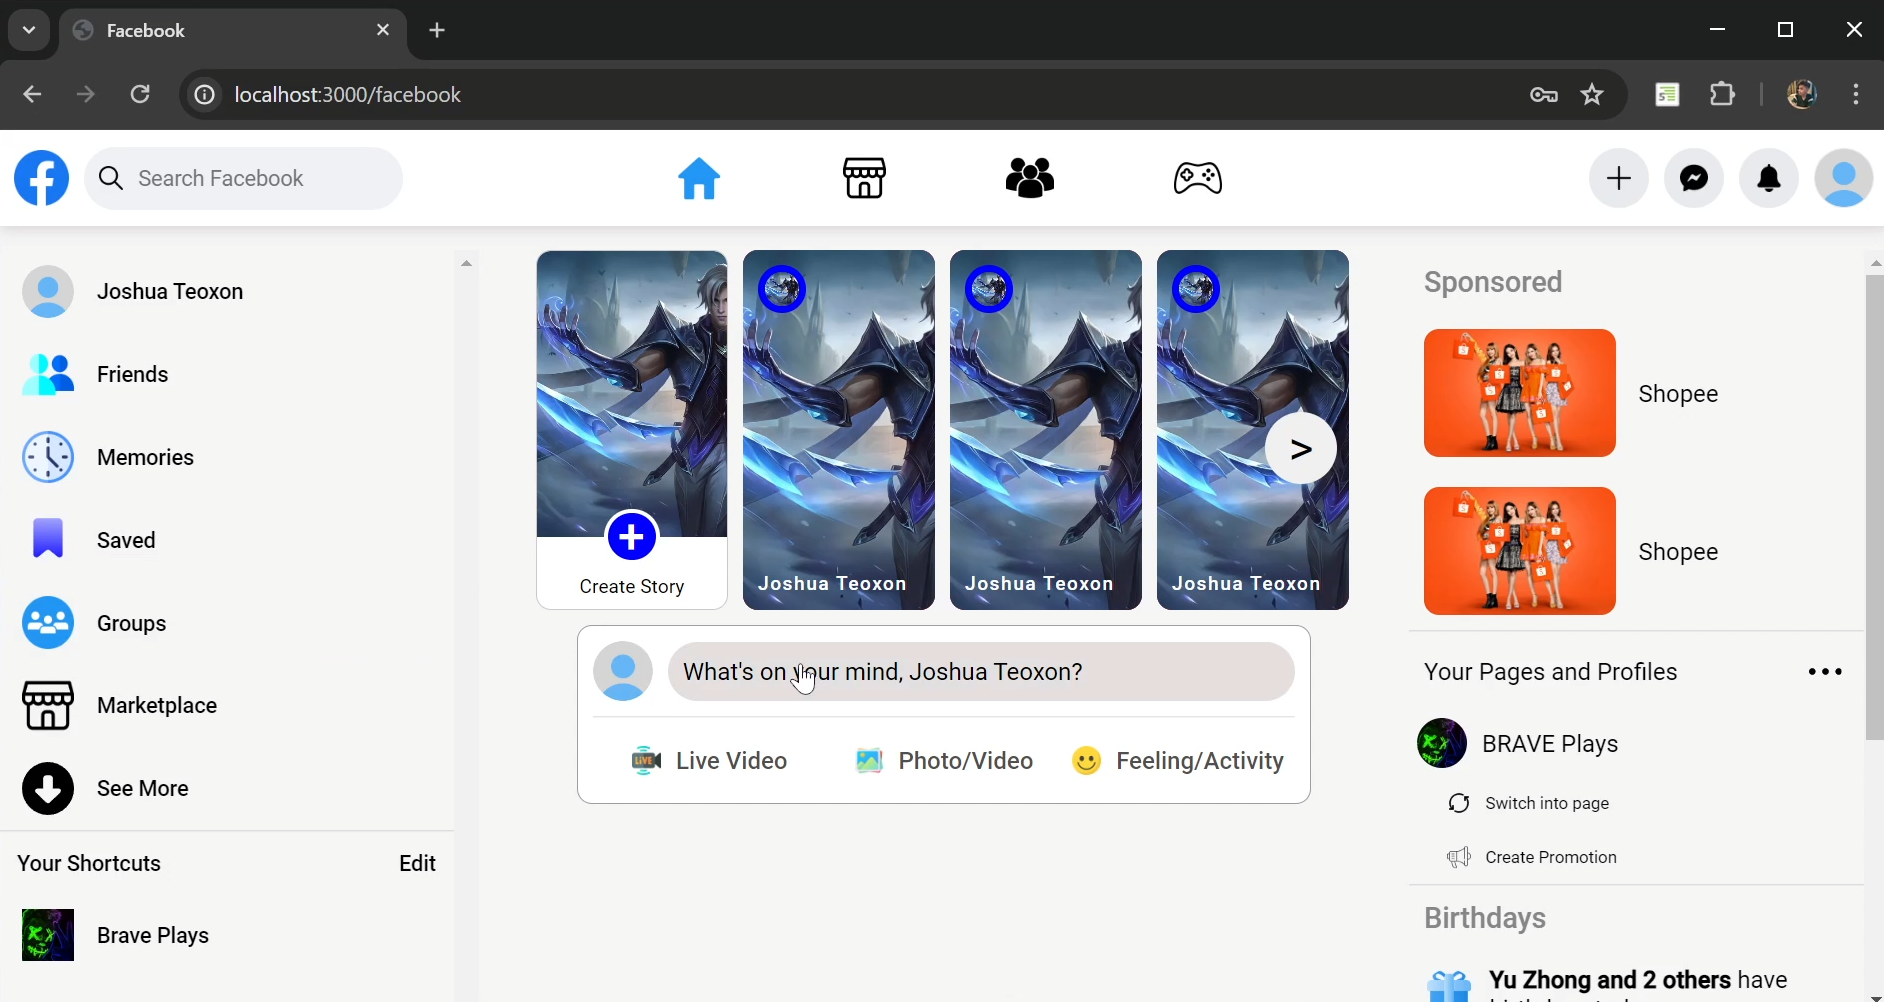 Facebook
localhost:3000/facebook
Search Facebook
Joshua Teoxon
Friends
Memories
Saved
Groups
Marketplace
See More
Your Shortcuts
Edit
Brave Plays
Create Story
Joshua Teoxon
Joshua Teoxon
Joshua Teoxon
>
What's on your mind, Joshua Teoxon?
LIVE
Live Video
Photo/Video
Feeling/Activity
Sponsored
Shopee
Shopee
Your Pages and Profiles
BRAVE Plays
Switch into page
Create Promotion
Birthdays
Yu Zhong and 2 others have